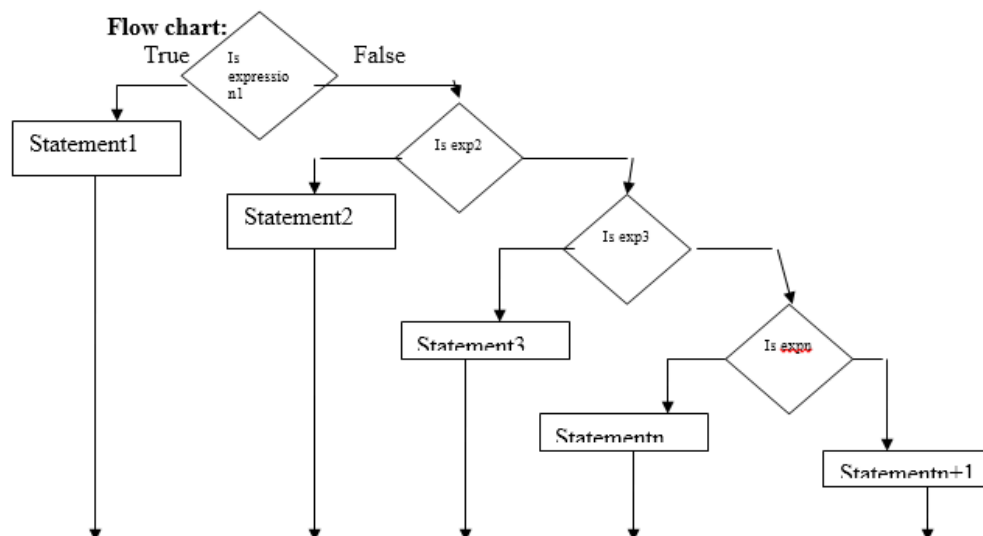 Flow chart:
True
False
Is
expressio
n1
Statement1
Is exp2
Statement2
Is exp3
Statement3
Is expn
Statementn
Statementn+1